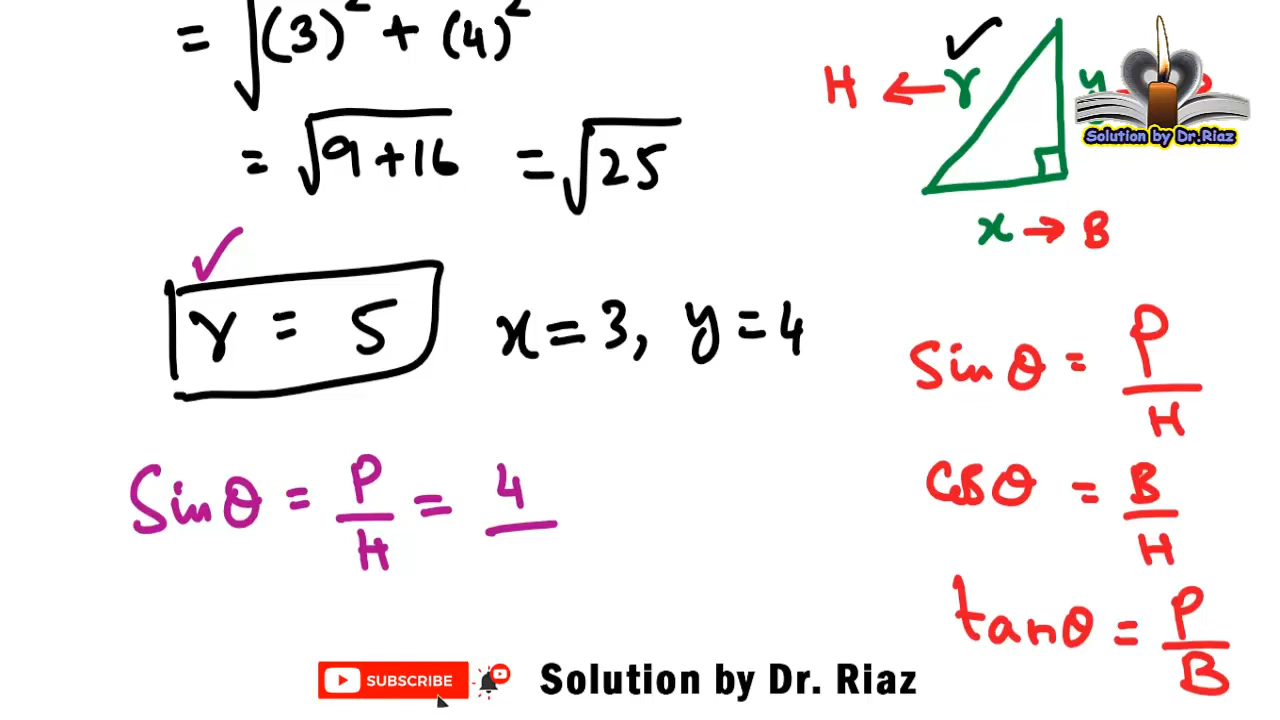 = √(3)² + (4)²
= √9+16 = √25
r = 5 x=3, y=4
Sinθ = P/H = 4/
H ← r
y
x → B
Solution by Dr.Riaz
Sinθ = P/H
Cosθ = B/H
tanθ = P/B
SUBSCRIBE
Solution by Dr. Riaz